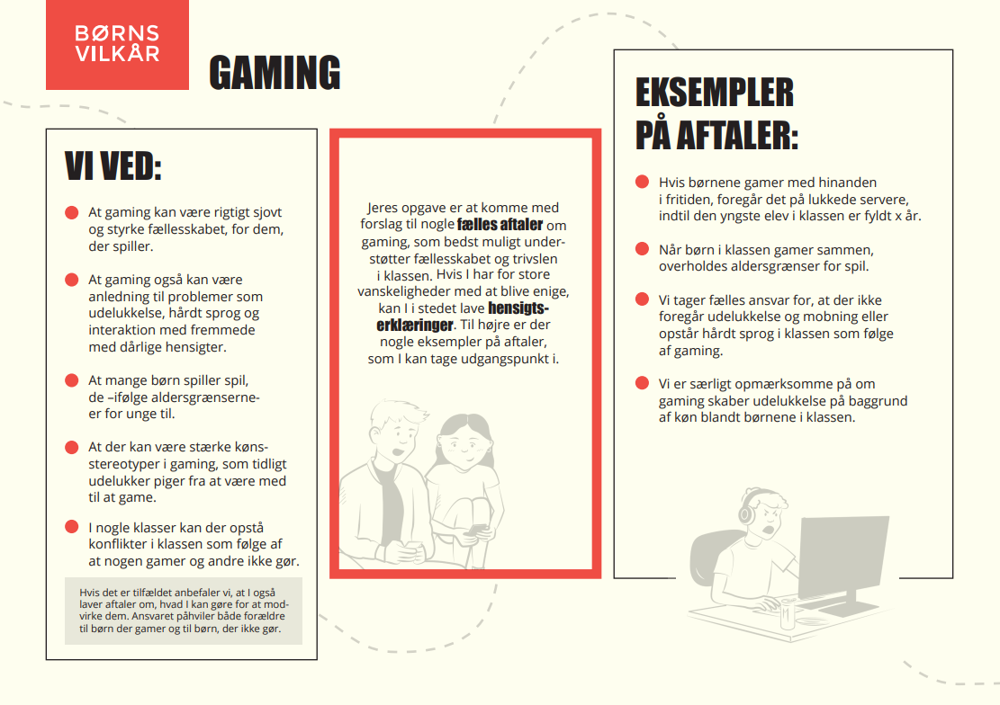 BØRNS
VILKÅR
GAMING
VI VED:
At gaming kan være rigtigt sjovt
og styrke fællesskabet, for dem,
der spiller.
At gaming også kan være
anledning til problemer som
udelukkelse, hårdt sprog og
interaktion med fremmede
med dårlige hensigter.
At mange børn spiller spil,
de –ifølge aldersgrænserne-
er for unge til.
At der kan være stærke køns-
stereotyper i gaming, som tidligt
udelukker piger fra at være med
til at game.
I nogle klasser kan der opstå
konflikter i klassen som følge af
at nogen gamer og andre ikke gør.
Hvis det er tilfældet anbefaler vi, at I også
laver aftaler om, hvad I kan gøre for at mod-
virke dem. Ansvaret påhviler både forældre
til børn der gamer og til børn, der ikke gør.
Jeres opgave er at komme med
forslag til nogle fælles aftaler om
gaming, som bedst muligt under-
støtter fællesskabet og trivslen
i klassen. Hvis I har for store
vanskeligheder med at blive enige,
kan I i stedet lave hensigts-
erklæringer. Til højre er der
nogle eksempler på aftaler,
som I kan tage udgangspunkt i.
EKSEMPLER
PÅ AFTALER:
Hvis børnene gamer med hinanden
i fritiden, foregår det på lukkede servere,
indtil den yngste elev i klassen er fyldt x år.
Når børn i klassen gamer sammen,
overholdes aldersgrænser for spil.
Vi tager fælles ansvar for, at der ikke
foregår udelukkelse og mobning eller
opstår hårdt sprog i klassen som følge
af gaming.
Vi er særligt opmærksomme på om
gaming skaber udelukkelse på baggrund
af køn blandt børnene i klassen.